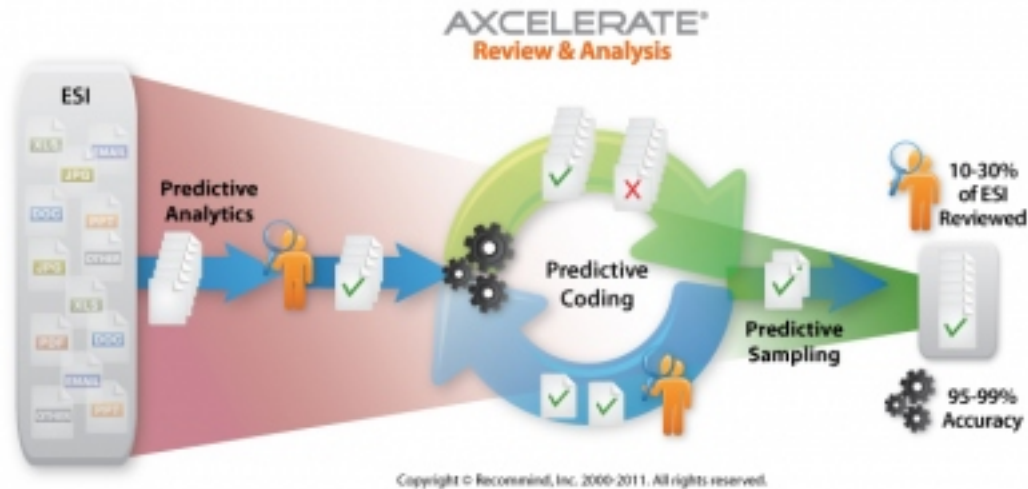 AXCELERATE®
Review & Analysis
ESI
XLS
EMAIL
JPG
DOC
PPT
JPG
OTHER
XLS
PDF
DOC
EMAIL
OTHER
PPT
Predictive
Analytics
Predictive
Coding
Predictive
Sampling
10-30%
of ESI
Reviewed
95-99%
Accuracy
Copyright © Recommind, Inc. 2000-2011. All rights reserved.